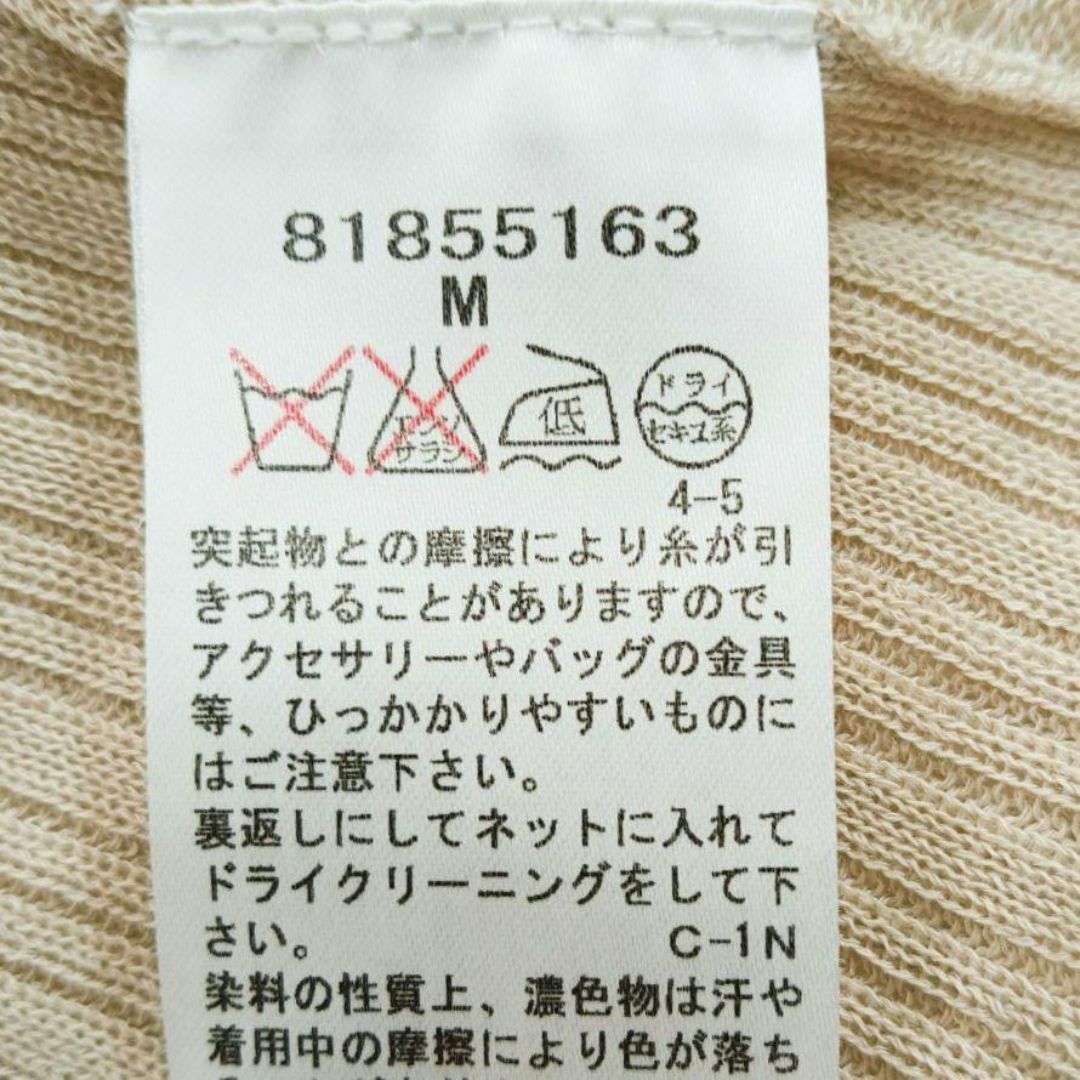 81855163
M
エンソ
サラシ
低
ドライ
セキユ系
4-5
突起物との摩擦により糸が引
きつれることがありますので、
アクセサリーやバッグの金具
等、ひっかかりやすいものに
はご注意下さい。
裏返しにしてネットに入れて
ドライクリーニングをして下
さい。 C-1N
染料の性質上、濃色物は汗や
着用中の摩擦により色が落ち